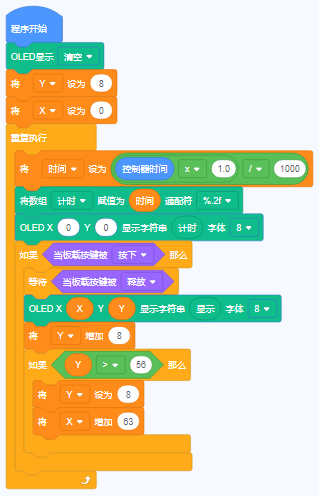 程序开始
OLED显示 清空
将 Y 设为 8
将 X 设为 0
重复执行
将 时间 设为 控制器时间 x 1.0 / 1000
将数组 计时 赋值为 时间 通配符 %.2f
OLED X 0 Y 0 显示字符串 计时 字体 8
如果 当板载按键被 按下 那么
等待 当板载按键被 释放
OLED X X Y Y 显示字符串 显示 字体 8
将 Y 增加 8
如果 Y > 56 那么
将 Y 设为 8
将 X 增加 63